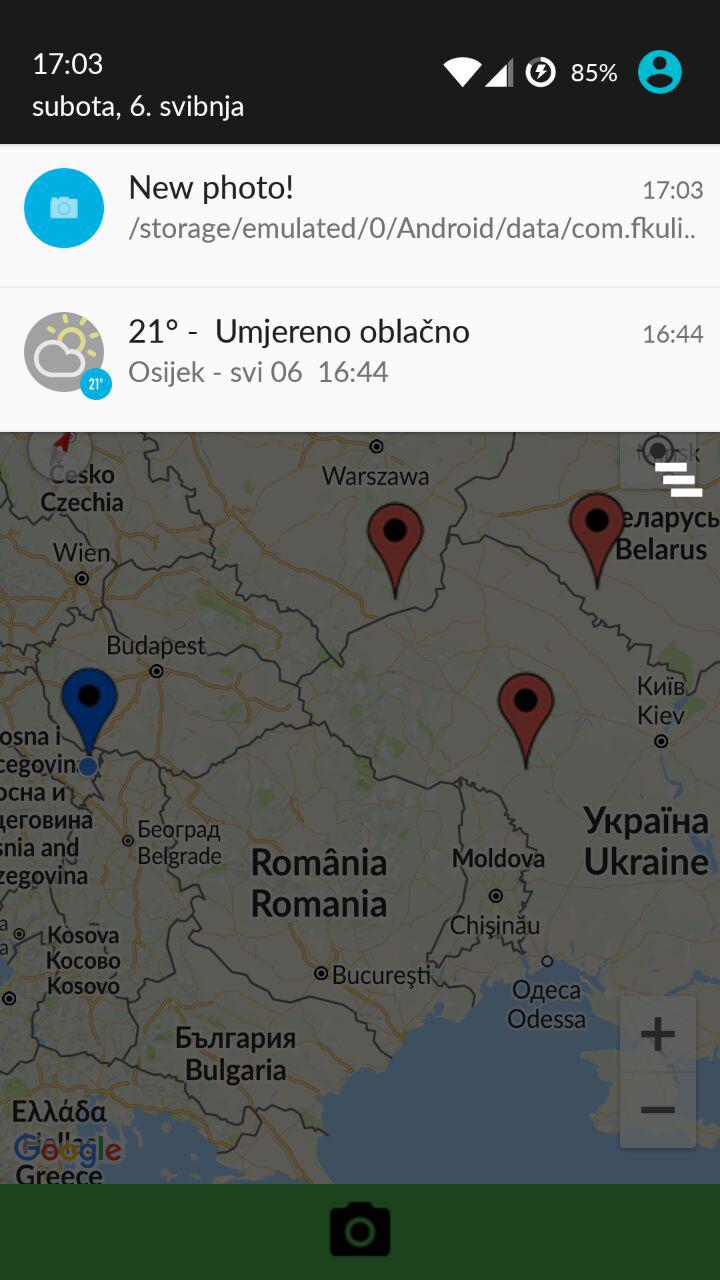 17:03
85%
subota, 6. svibnja
New photo!
17:03
/storage/emulated/0/Android/data/com.fkuli..
21° - Umjereno oblačno
16:44
Osijek - svi 06 16:44
21°
Česko
Czechia
Warszawa
еларусь
Belarus
Wien
Budapest
Київ
Kiev
osna i
cegovina
осна и
цеговина
snia and
zegovina
Београд
Belgrade
România
Romania
Moldova
Україна
Ukraine
Chişinău
Kosova
Косово
Kosovo
Bucureşti
Одеса
Odessa
България
Bulgaria
Ελλάδα
Google
Greece